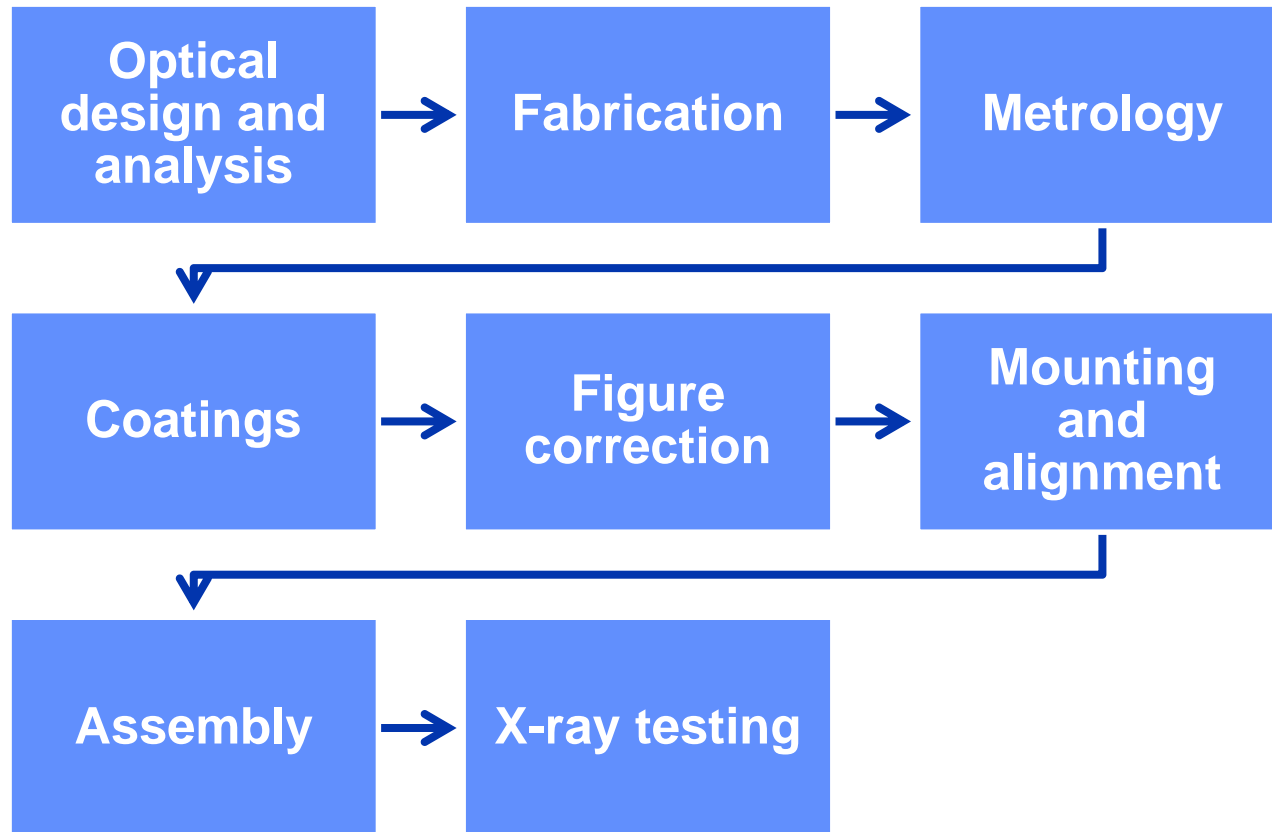 Optical
design and
analysis
Fabrication
Metrology
Coatings
Figure
correction
Mounting
and
alignment
Assembly
X-ray testing